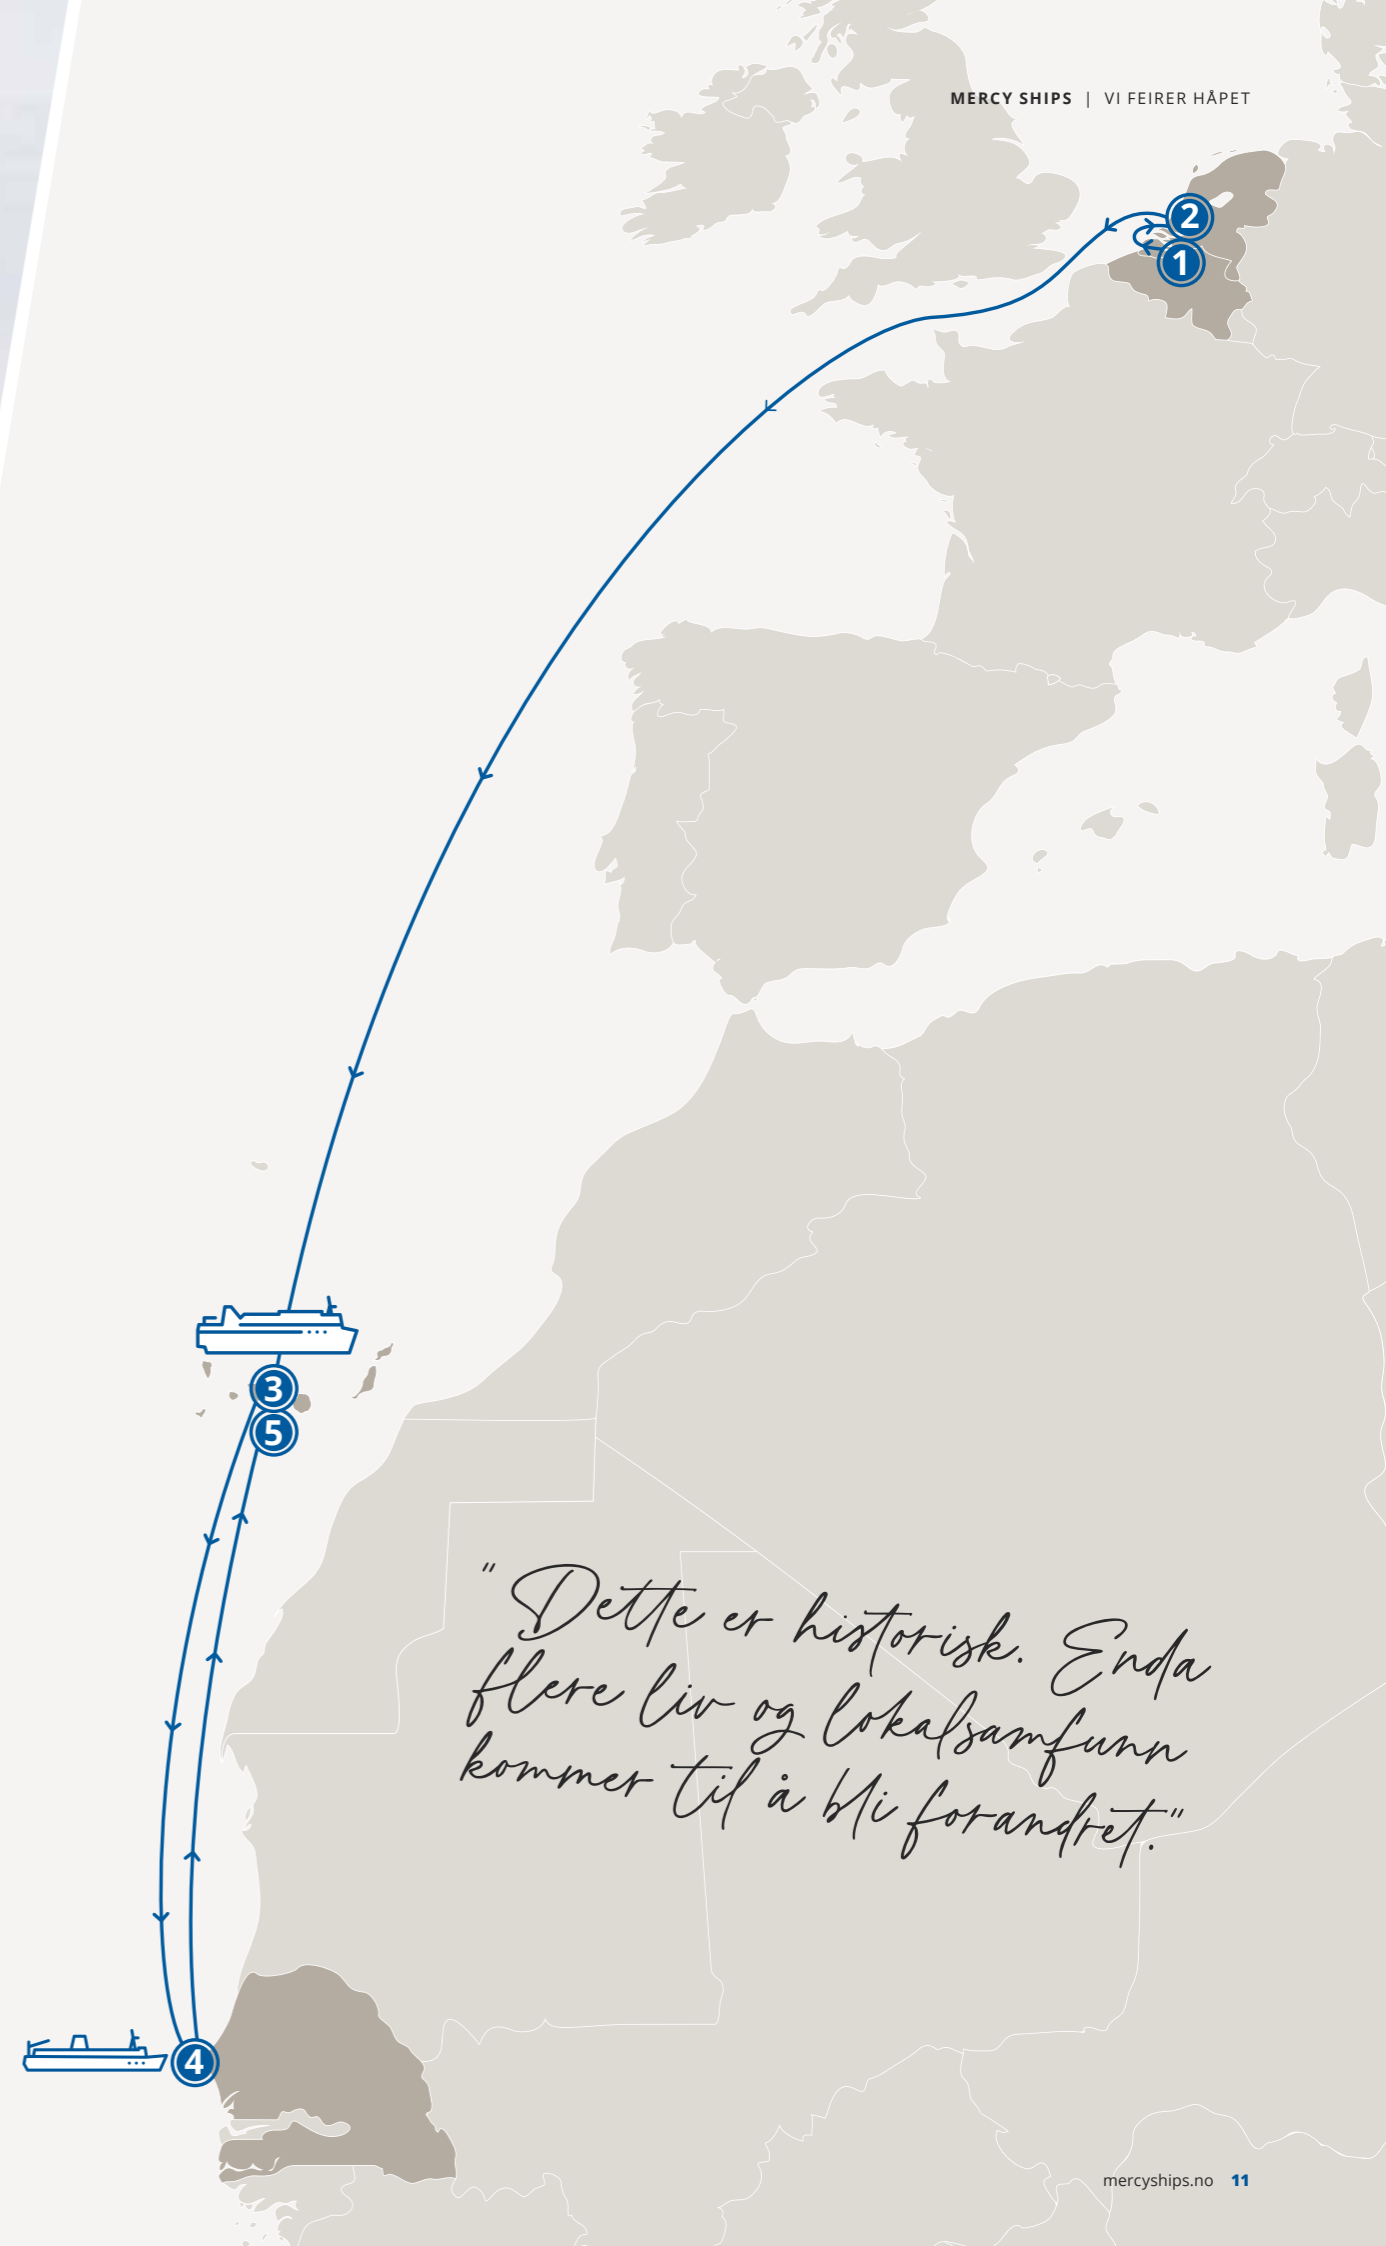 MERCY SHIPS | VI FEIRER HÅPET
2
1
3
5
"Dette er historisk. Enda
flere liv og lokalsamfunn
kommer til å bli forandret."
4
mercyships.no 11